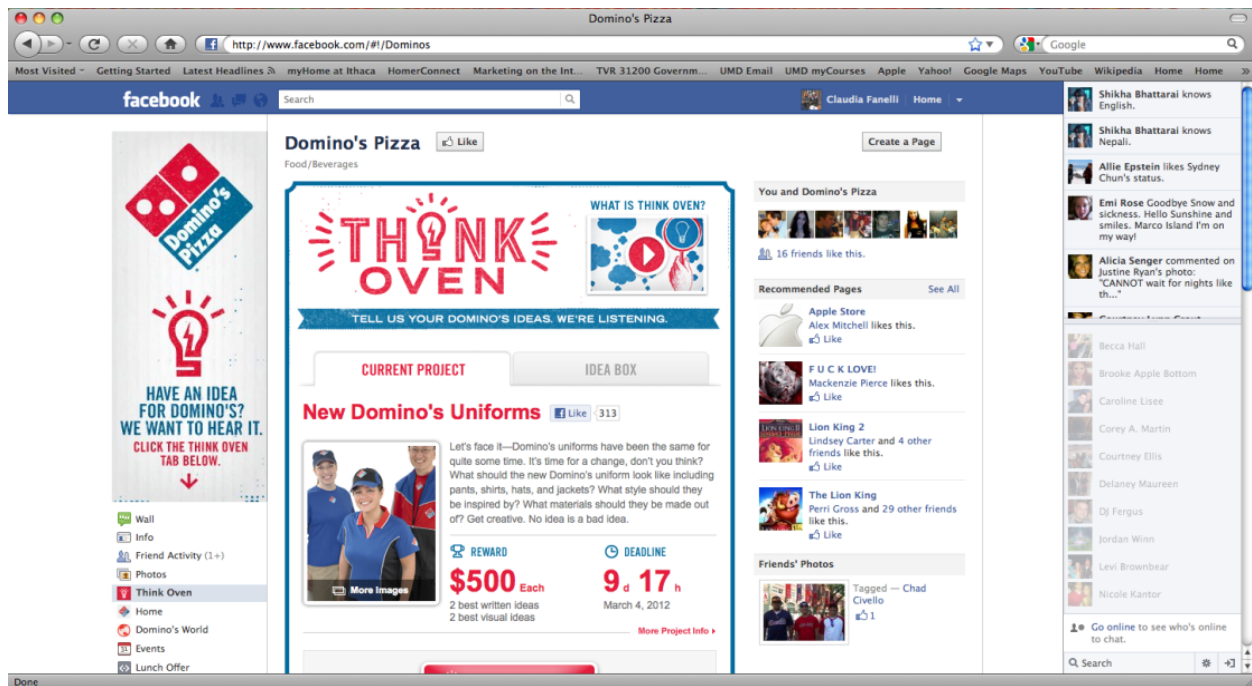 Domino's Pizza
http://www.facebook.com/#!/Dominos
Google
Most Visited
Getting Started
Latest Headlines
myHome at Ithaca
HomerConnect
Marketing on the Int...
TVR 31200 Governm...
UMD Email
UMD myCourses
Apple
Yahoo!
Google Maps
YouTube
Wikipedia
Home
Home
facebook
Search
Claudia Fanelli
Home
Domino's
Pizza
HAVE AN IDEA
FOR DOMINO'S?
WE WANT TO HEAR IT.
CLICK THE THINK OVEN
TAB BELOW.
Wall
Info
Friend Activity (1+)
Photos
Think Oven
Home
Domino's World
Events
Lunch Offer
Domino's Pizza
Like
Food/Beverages
Create a Page
THINK
OVEN
WHAT IS THINK OVEN?
TELL US YOUR DOMINO'S IDEAS. WE'RE LISTENING.
CURRENT PROJECT
IDEA BOX
New Domino's Uniforms
Like
313
More Images
Let's face it—Domino's uniforms have been the same for
quite some time. It's time for a change, don't you think?
What should the new Domino's uniform look like including
pants, shirts, hats, and jackets? What style should they
be inspired by? What materials should they be made out
of? Get creative. No idea is a bad idea.
REWARD
$500 Each
2 best written ideas
2 best visual ideas
DEADLINE
9 d 17 h
March 4, 2012
More Project Info
You and Domino's Pizza
16 friends like this.
Recommended Pages
See All
Apple Store
Alex Mitchell likes this.
Like
F U C K LOVE!
Mackenzie Pierce likes this.
Like
Lion King 2
Lindsey Carter and 4 other
friends like this.
Like
The Lion King
Perri Gross and 29 other friends
like this.
Like
Friends' Photos
Tagged — Chad
Civello
1
Shikha Bhattarai knows
English.
Shikha Bhattarai knows
Nepali.
Allie Epstein likes Sydney
Chun's status.
Emi Rose Goodbye Snow and
sickness. Hello Sunshine and
smiles. Marco Island I'm on
my way!
Alicia Senger commented on
Justine Ryan's photo:
"CANNOT wait for nights like
th..."
Becca Hall
Brooke Apple Bottom
Caroline Lisee
Corey A. Martin
Courtney Ellis
Delaney Maureen
DJ Fergus
Jordan Winn
Levi Brownbear
Nicole Kantor
Go online to see who's online
to chat.
Search
Done